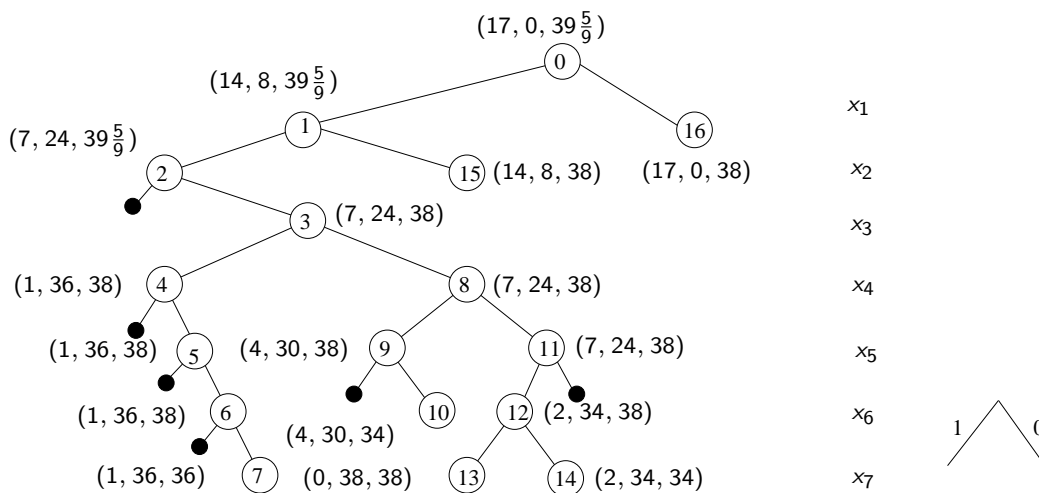 (17, 0, 39 5/9)
0
(14, 8, 39 5/9)
x1
1
16
(7, 24, 39 5/9)
2
15
(14, 8, 38)
(17, 0, 38)
x2
3
(7, 24, 38)
x3
(1, 36, 38)
4
8
(7, 24, 38)
x4
(1, 36, 38)
5
(4, 30, 38)
9
11
(7, 24, 38)
x5
(1, 36, 38)
6
10
12
(2, 34, 38)
x6
(4, 30, 34)
1
0
(1, 36, 36)
7
(0, 38, 38)
13
14
(2, 34, 34)
x7